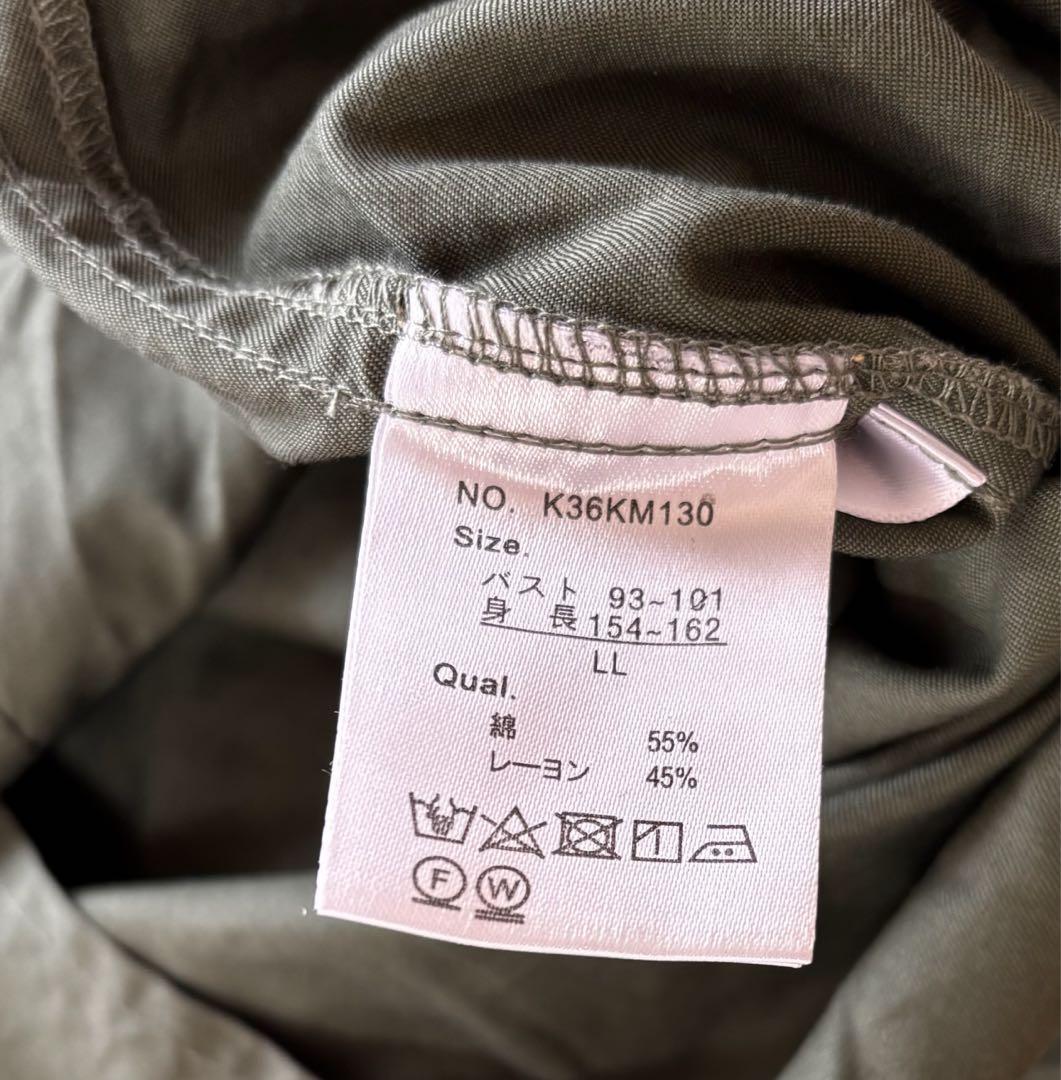 NO. K36KM130
Size.
バスト 93~101
身長 154~162
LL
Qual.
綿 55%
レーヨン 45%
F W